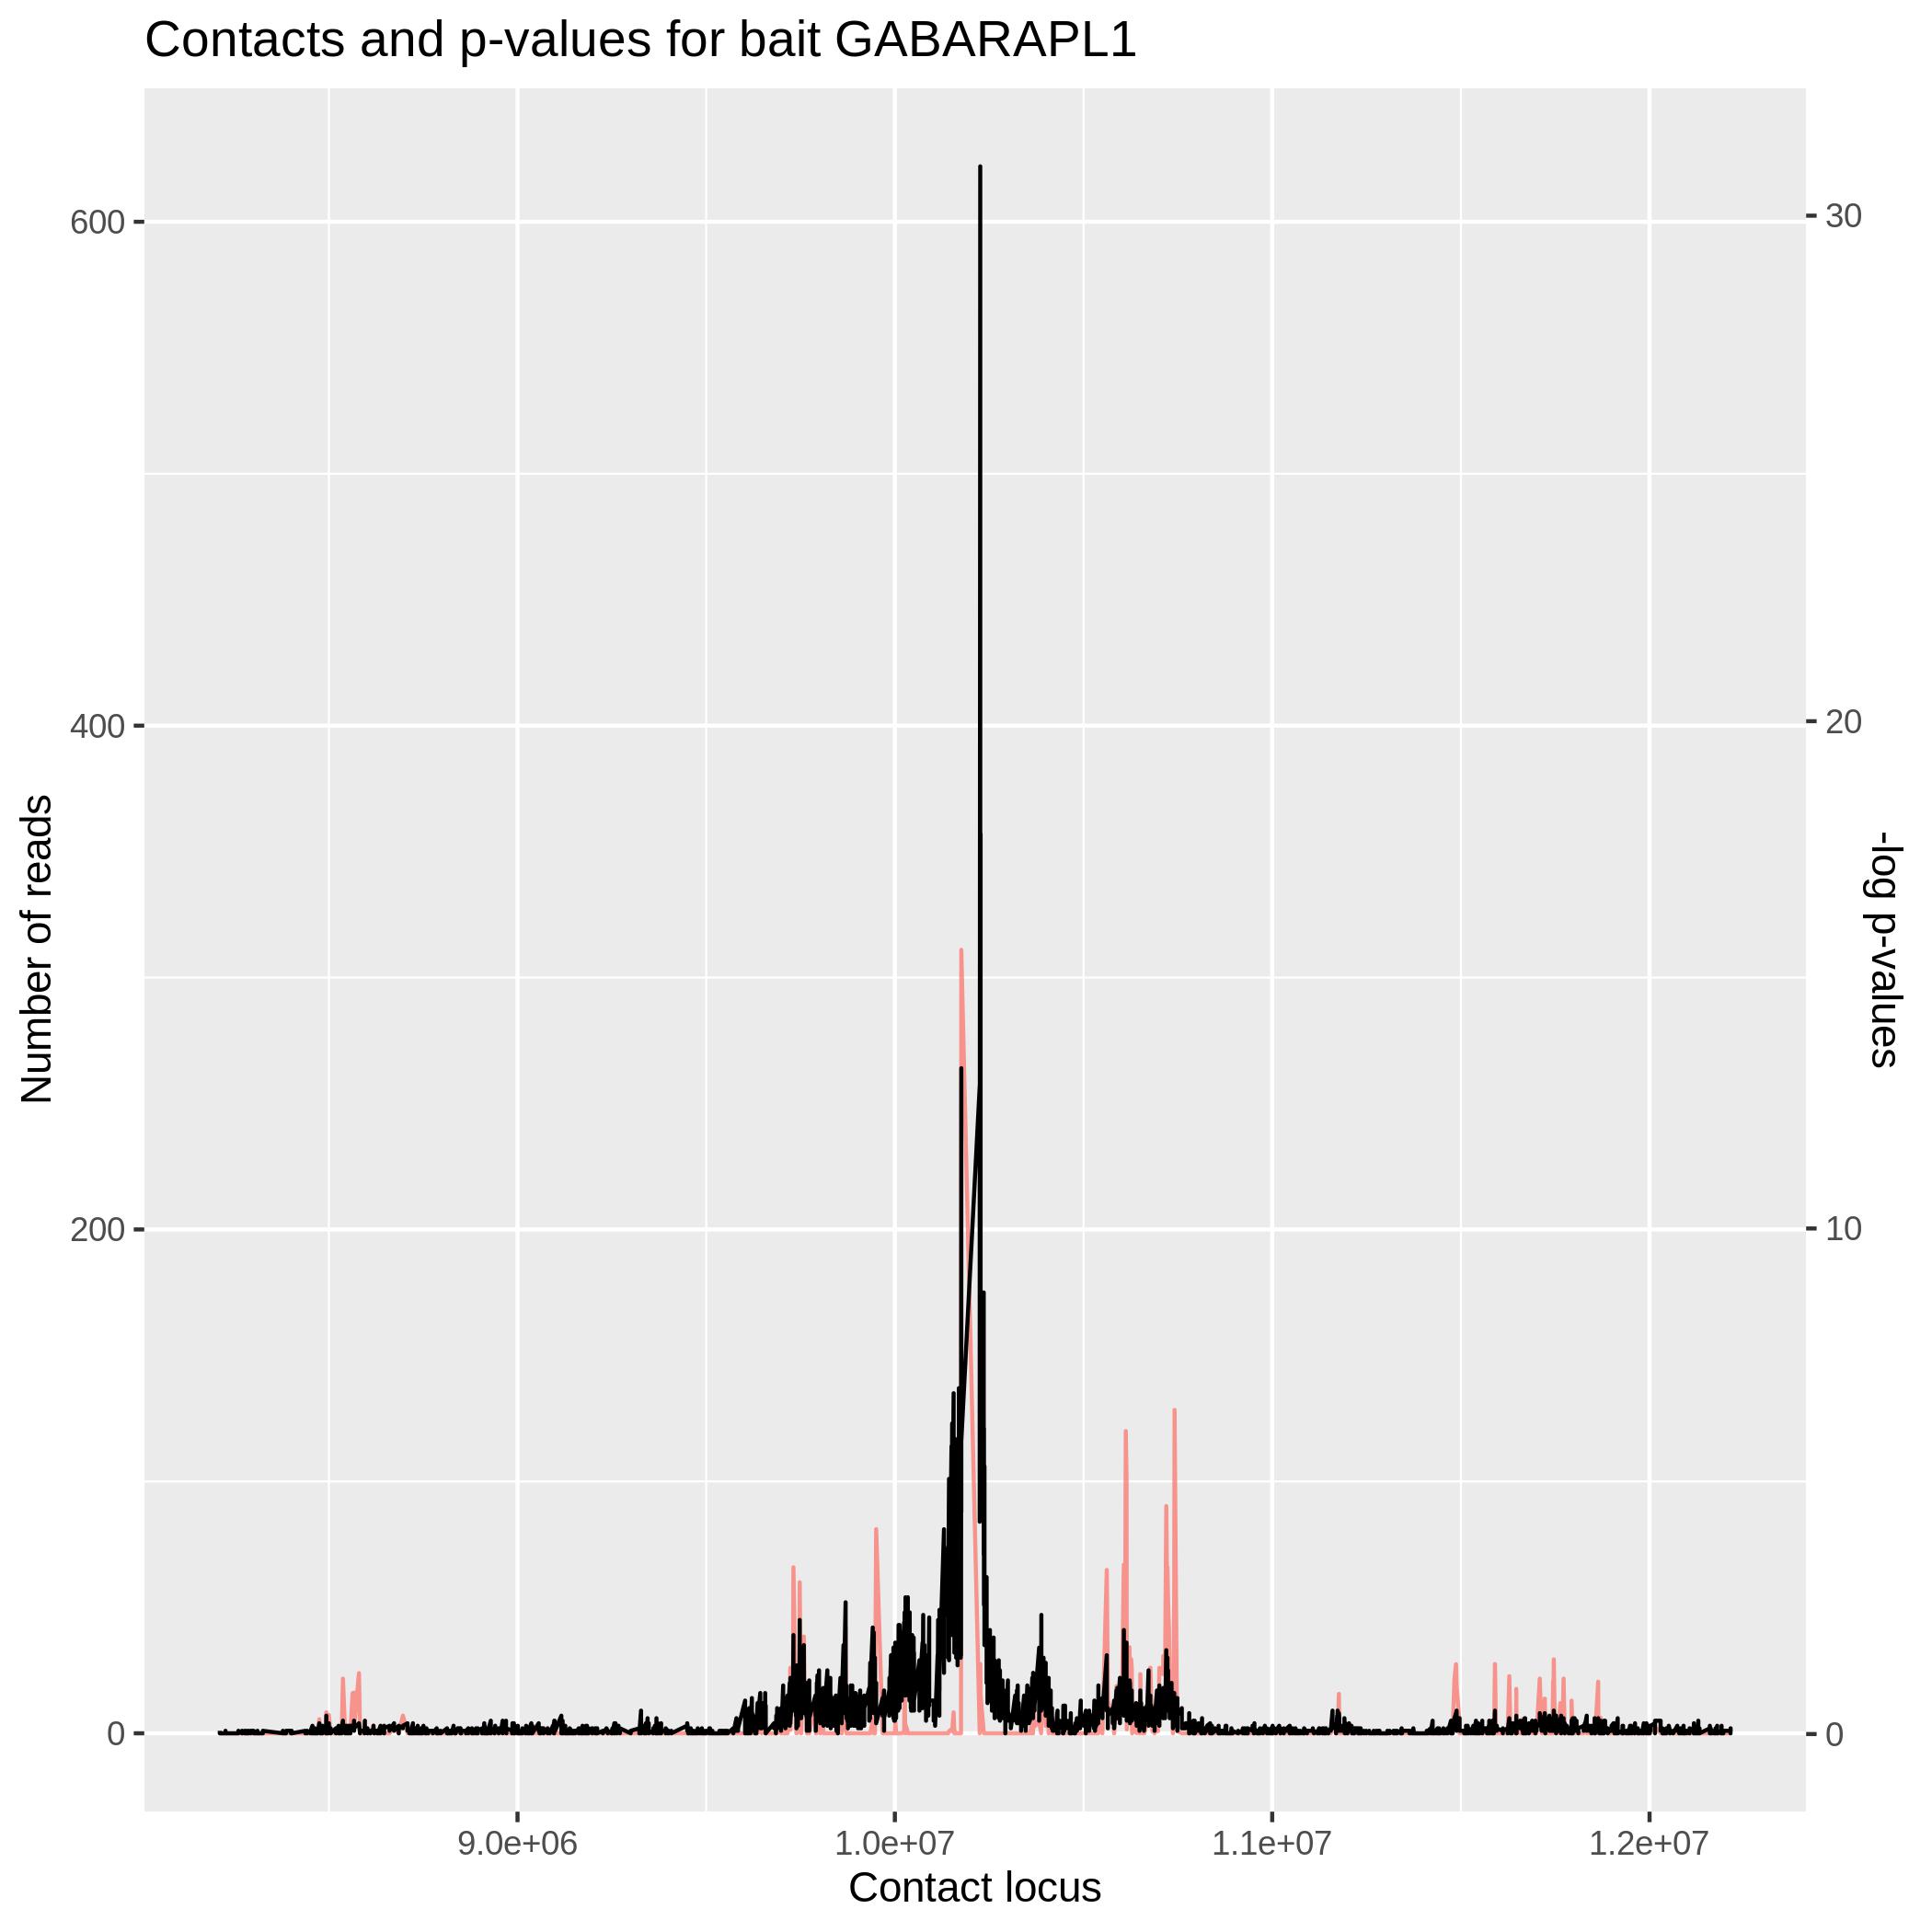 Contacts and p-values for bait GABARAPL1
600
400
200
0
30
20
10
0
Number of reads
-log p-values
9.0e+06
1.0e+07
1.1e+07
1.2e+07
Contact locus